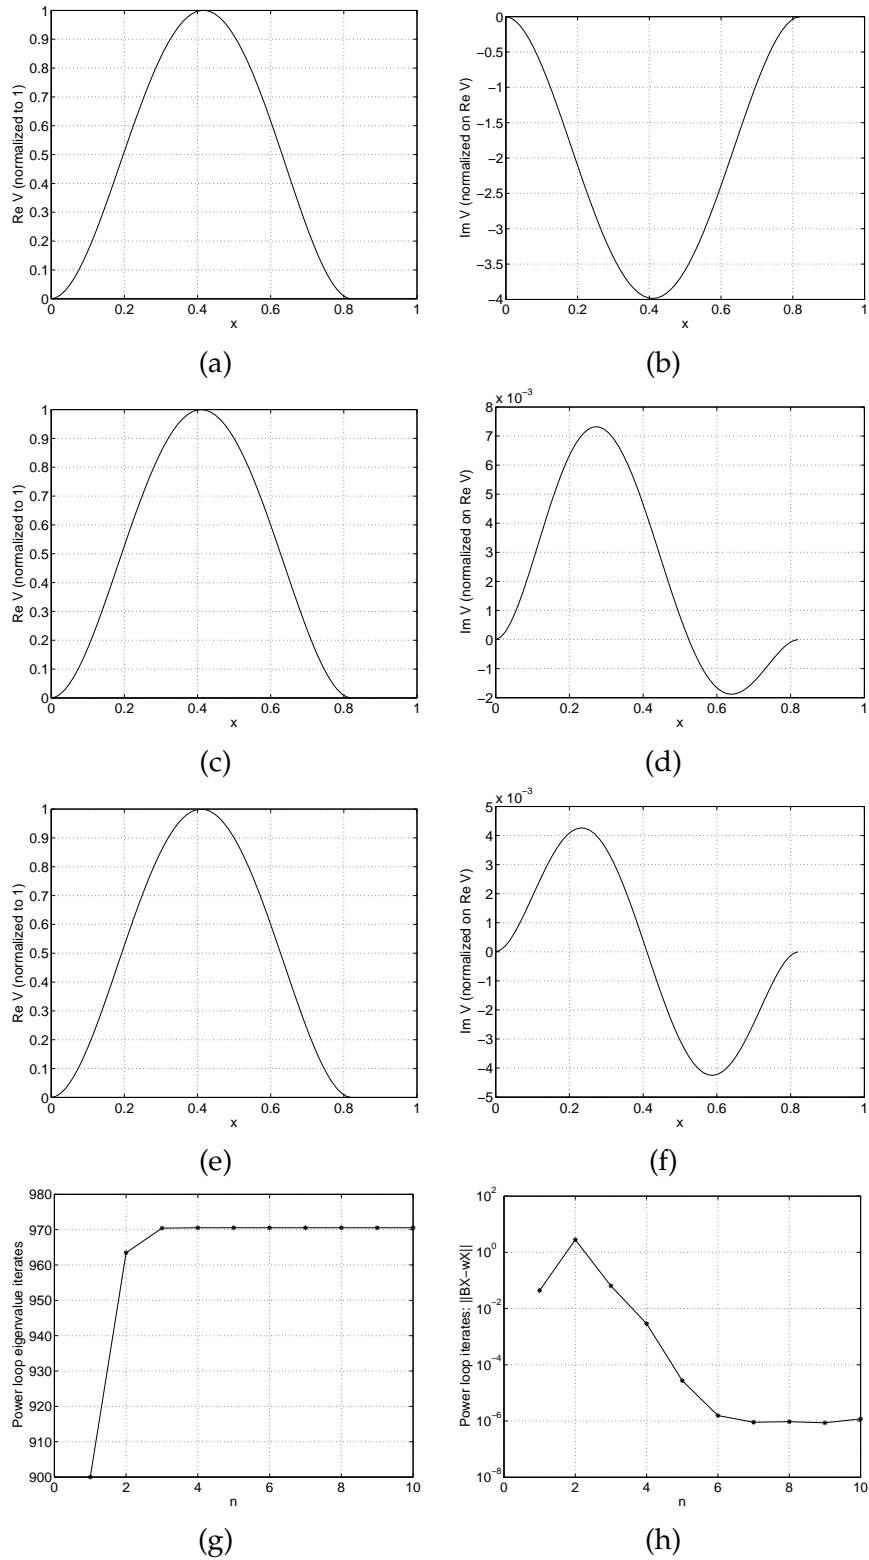 1
0.9
0.8
0.7
0.6
0.5
0.4
0.3
0.2
0.1
0
0 0.2 0.4 0.6 0.8 1
x
Re V (normalized to 1)
(a)
0
−0.5
−1
−1.5
−2
−2.5
−3
−3.5
−4
0 0.2 0.4 0.6 0.8 1
x
Im V (normalized on Re V)
(b)
1
0.9
0.8
0.7
0.6
0.5
0.4
0.3
0.2
0.1
0
0 0.2 0.4 0.6 0.8 1
x
Re V (normalized to 1)
(c)
x 10−3
8
7
6
5
4
3
2
1
0
−1
−2
0 0.2 0.4 0.6 0.8 1
x
Im V (normalized on Re V)
(d)
1
0.9
0.8
0.7
0.6
0.5
0.4
0.3
0.2
0.1
0
0 0.2 0.4 0.6 0.8 1
x
Re V (normalized to 1)
(e)
x 10−3
5
4
3
2
1
0
−1
−2
−3
−4
−5
0 0.2 0.4 0.6 0.8 1
x
Im V (normalized on Re V)
(f)
980
970
960
950
940
930
920
910
900
0 2 4 6 8 10
n
Power loop eigenvalue iterates
(g)
102
100
10−2
10−4
10−6
10−8
0 2 4 6 8 10
n
Power loop iterates: ||BX−wX||
(h)